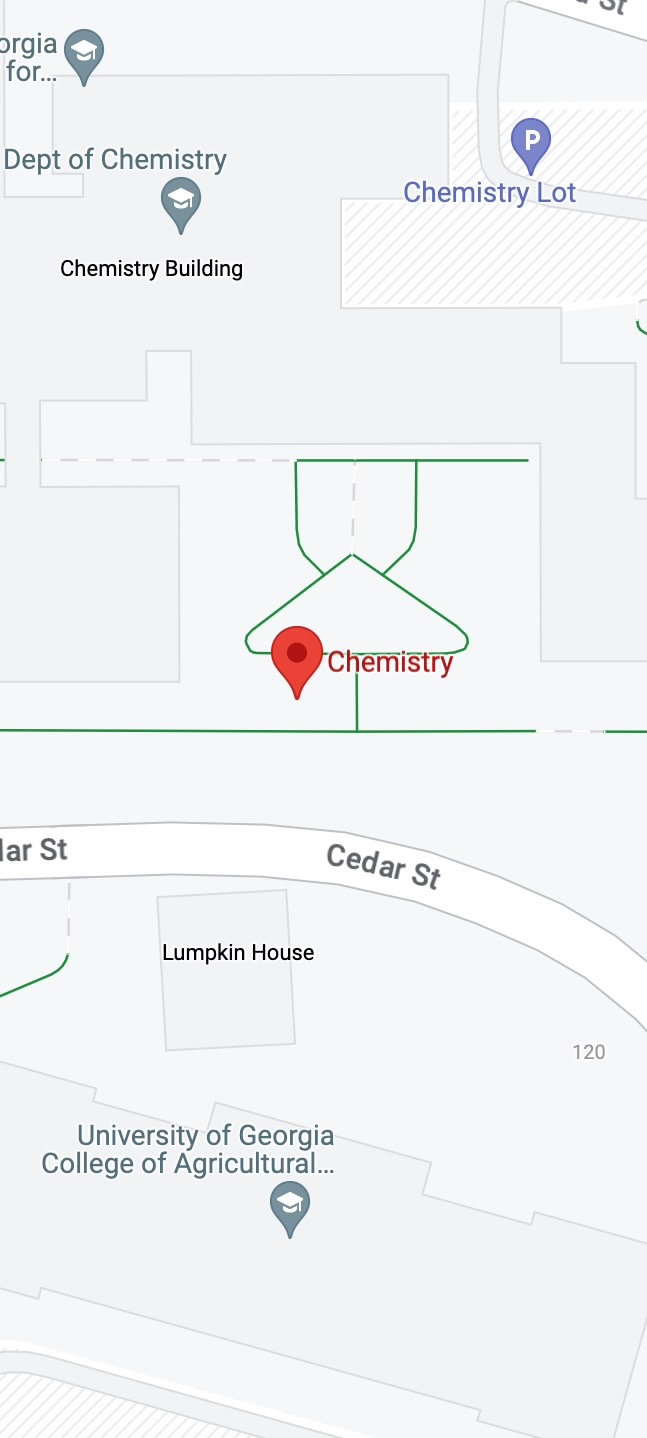 orgia
for...
d St
P
Chemistry Lot
Dept of Chemistry
Chemistry Building
Chemistry
lar St
Cedar St
Lumpkin House
120
University of Georgia
College of Agricultural...